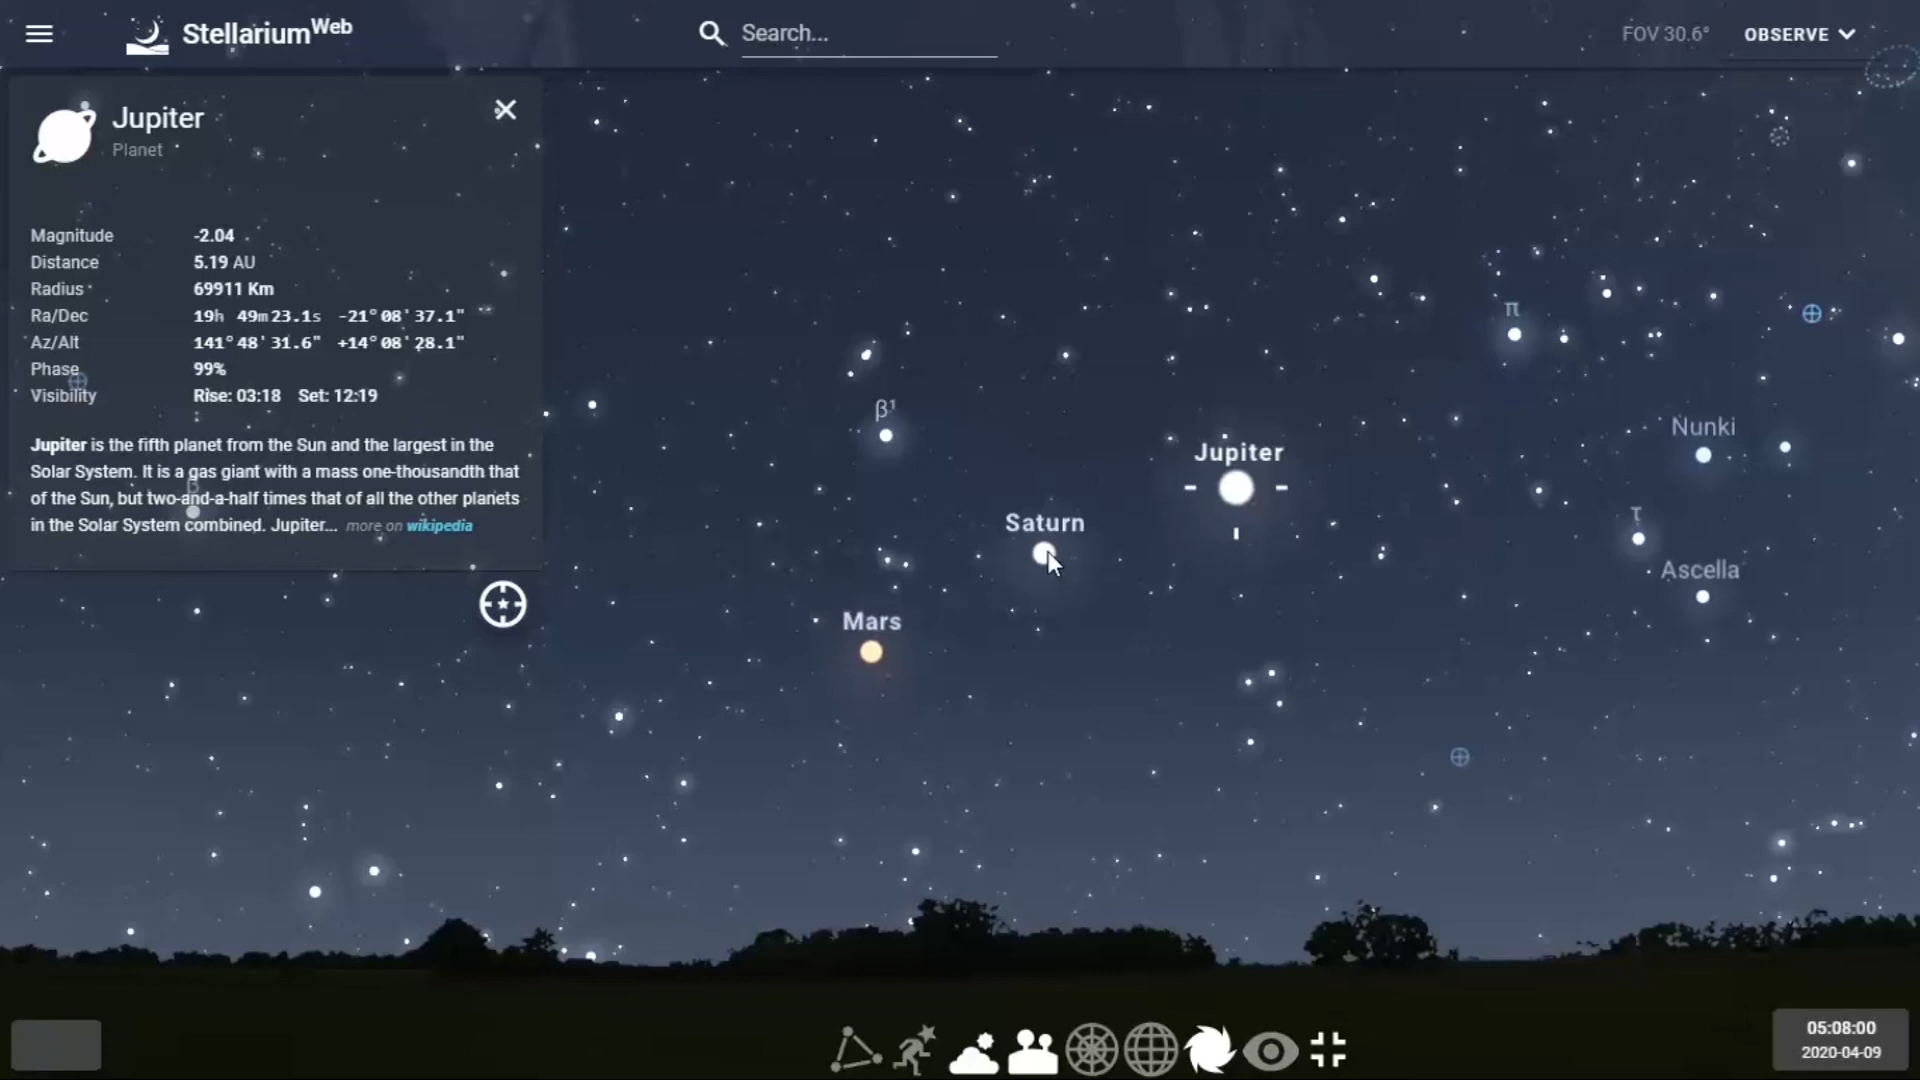 StellariumWeb
Search...
FOV 30.6°
OBSERVE
Jupiter
Planet
Magnitude -2.04
Distance 5.19 AU
Radius 69911 Km
Ra/Dec 19h 49m23.1s -21°08'37.1"
Az/Alt 141°48'31.6" +14°08'28.1"
Phase 99%
Visibility Rise: 03:18 Set: 12:19
Jupiter is the fifth planet from the Sun and the largest in the
Solar System. It is a gas giant with a mass one-thousandth that
of the Sun, but two-and-a-half times that of all the other planets
in the Solar System combined. Jupiter... more on wikipedia
π
β¹
Nunki
Jupiter
τ
Saturn
Ascella
Mars
β
05:08:00
2020-04-09